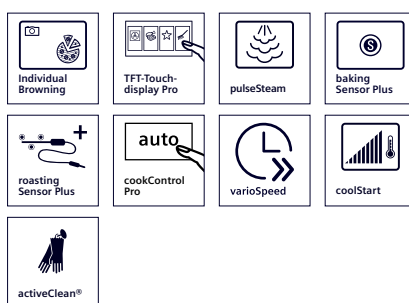 Individual
Browning
TFT-Touch-
display Pro
pulseSteam
baking
Sensor Plus
roasting
Sensor Plus
auto
cookControl
Pro
varioSpeed
coolStart
activeClean®